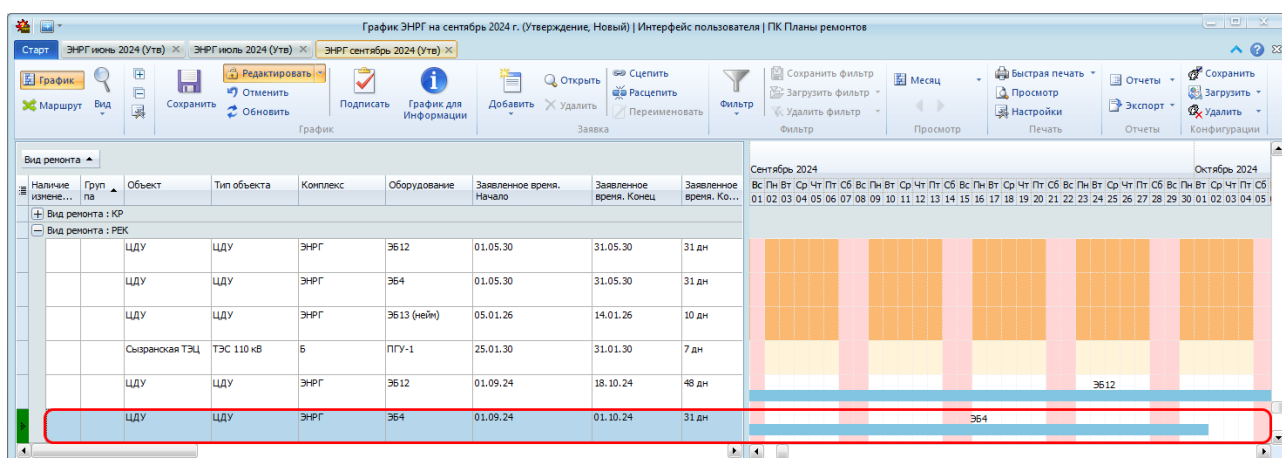 График ЭНРГ на сентябрь 2024 г. (Утверждение, Новый) | Интерфейс пользователя | ПК Планы ремонтов
Старт ЭНРГ июнь 2024 (Утв) ЭНРГ июль 2024 (Утв) ЭНРГ сентябрь 2024 (Утв)
График Редактировать Открыть Сцепить Сохранить фильтр Месяц Быстрая печать Отчеты Сохранить
Отменить Расцепить Загрузить фильтр Просмотр Загрузить
Маршрут Вид Сохранить Обновить Подписать График для Информации Добавить Удалить Переименовать Фильтр Удалить фильтр Настройки Экспорт Удалить
График Заявка Фильтр Просмотр Печать Отчеты Конфигурации
Вид ремонта
Сентябрь 2024 Октябрь 2024
Наличие измене... Груп па Объект Тип объекта Комплекс Оборудование Заявленное время. Начало Заявленное время. Конец Заявленное время. Ко...
Вс Пн Вт Ср Чт Пт Сб Вс Пн Вт Ср Чт Пт Сб Вс Пн Вт Ср Чт Пт Сб Вс Пн Вт Ср Чт Пт Сб Вс Пн Вт Ср Чт Пт Сб
01 02 03 04 05 06 07 08 09 10 11 12 13 14 15 16 17 18 19 20 21 22 23 24 25 26 27 28 29 30 01 02 03 04 05
Вид ремонта : КР
Вид ремонта : РЕК
ЦДУ ЦДУ ЭНРГ ЭБ12 01.05.30 31.05.30 31 дн
ЦДУ ЦДУ ЭНРГ ЭБ4 01.05.30 31.05.30 31 дн
ЦДУ ЦДУ ЭНРГ ЭБ13 (нейм) 05.01.26 14.01.26 10 дн
Сызранская ТЭЦ ТЭС 110 кВ Б ПГУ-1 25.01.30 31.01.30 7 дн
ЦДУ ЦДУ ЭНРГ ЭБ12 01.09.24 18.10.24 48 дн ЭБ12
ЦДУ ЦДУ ЭНРГ ЭБ4 01.09.24 01.10.24 31 дн ЭБ4